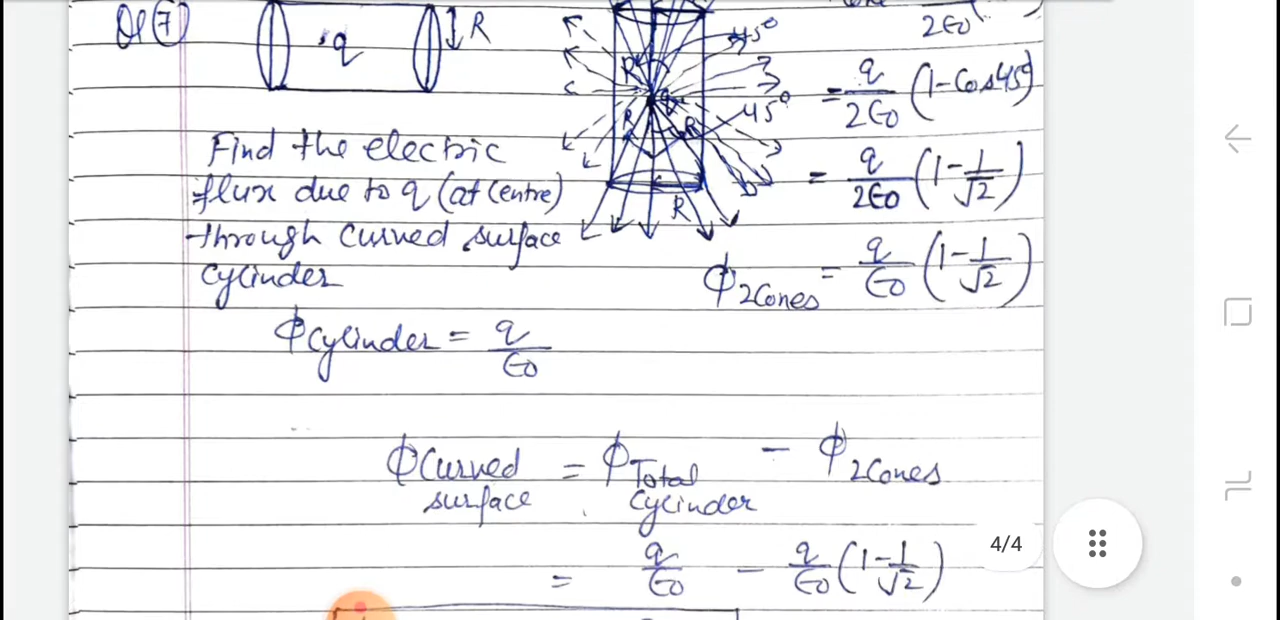 Q(7) q R
Find the electric
flux due to q (at centre)
through curved surface
cylinder
ϕcylinder = q/ϵ0
R 45°
R R 45°
R
2ϵ0
= q/2ϵ0 (1-Cos45°)
= q/2ϵ0 (1-1/√2)
ϕ2Cones = q/ϵ0 (1-1/√2)
ϕCurved surface = ϕTotal cylinder - ϕ2Cones
= q/ϵ0 - q/ϵ0 (1-1/√2)
4/4